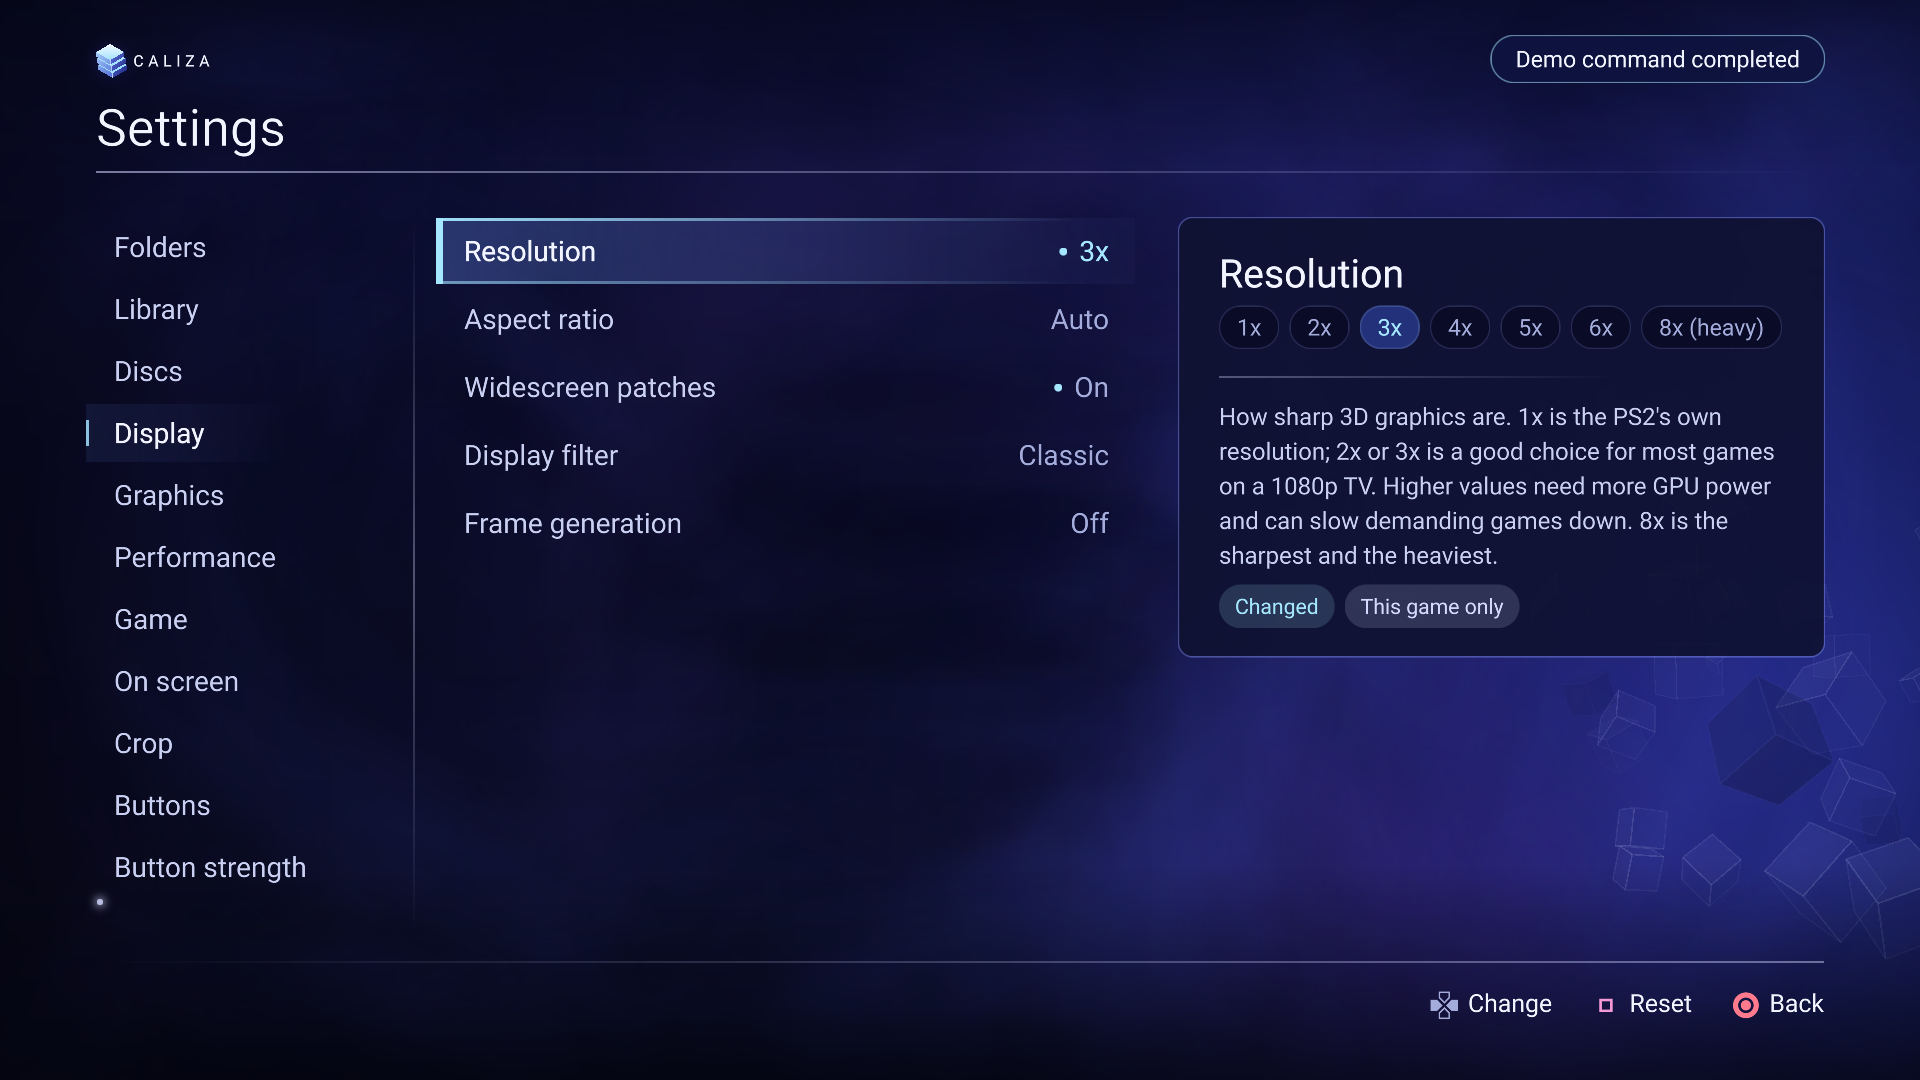 CALIZA
Demo command completed
Settings
Folders
Library
Discs
Display
Graphics
Performance
Game
On screen
Crop
Buttons
Button strength
Resolution • 3x
Aspect ratio Auto
Widescreen patches • On
Display filter Classic
Frame generation Off
Resolution
1x 2x 3x 4x 5x 6x 8x (heavy)
How sharp 3D graphics are. 1x is the PS2's own
resolution; 2x or 3x is a good choice for most games
on a 1080p TV. Higher values need more GPU power
and can slow demanding games down. 8x is the
sharpest and the heaviest.
Changed This game only
Change Reset Back